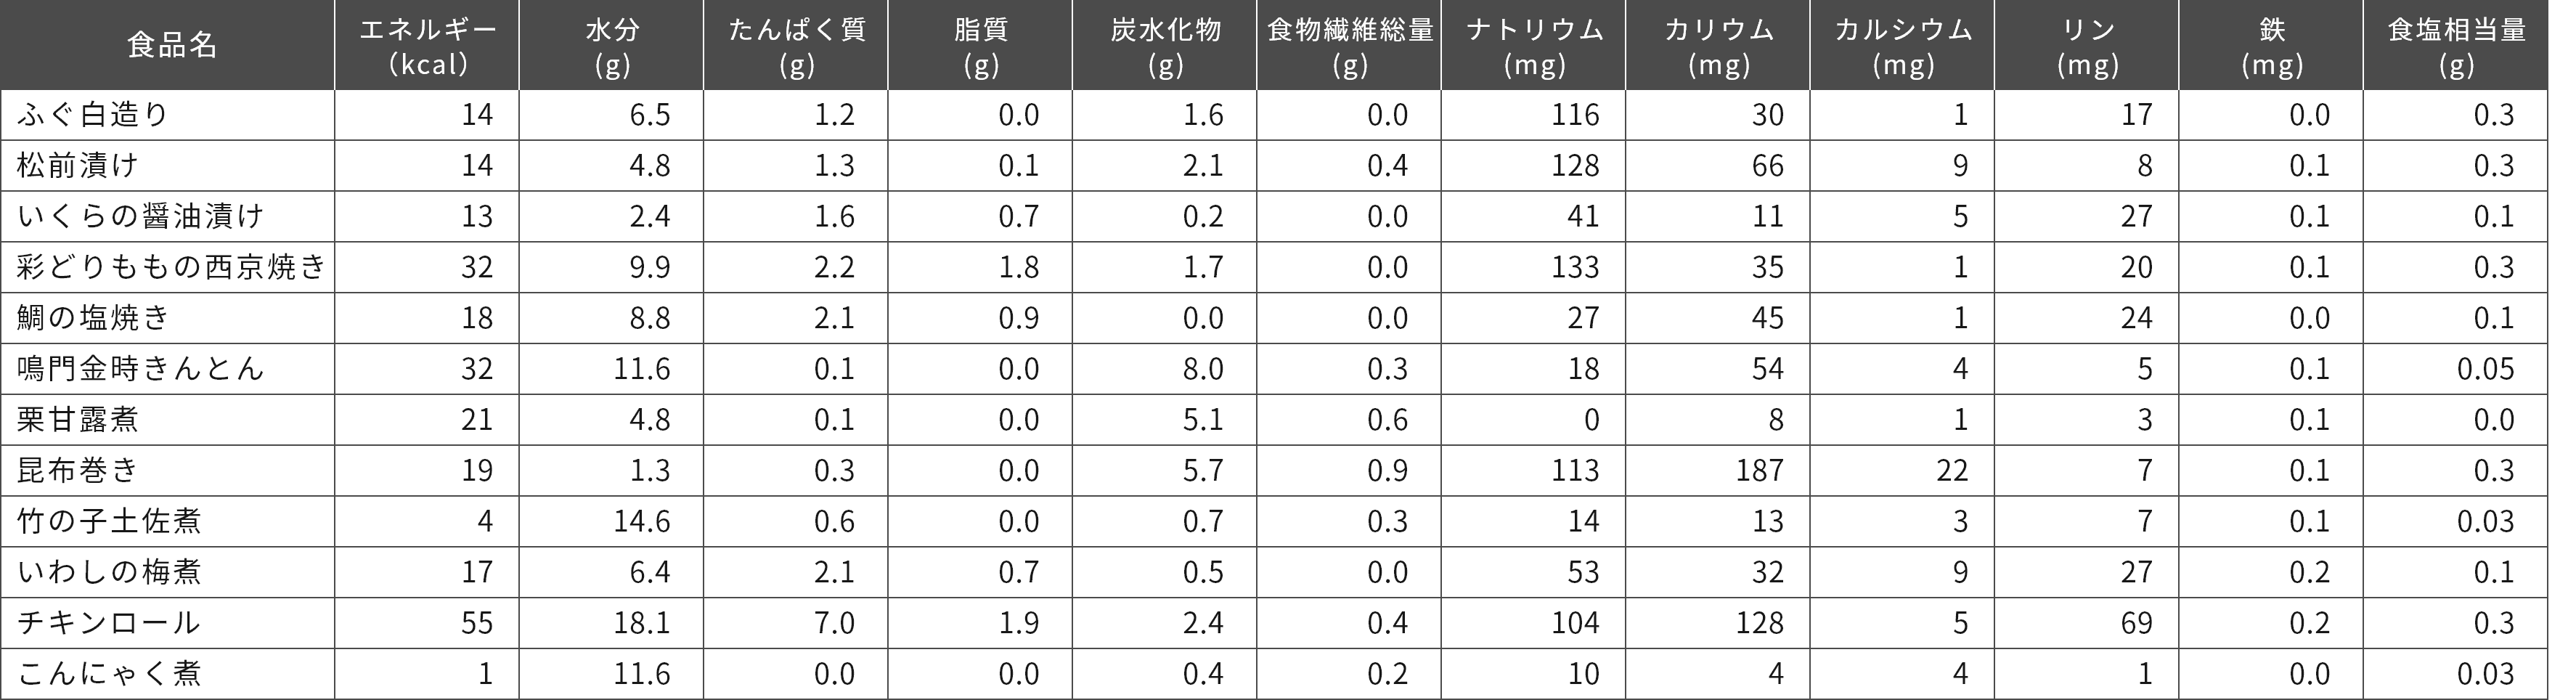 食品名 エネルギー（kcal） 水分(g) たんぱく質(g) 脂質(g) 炭水化物(g) 食物繊維総量(g) ナトリウム(mg) カリウム(mg) カルシウム(mg) リン(mg) 鉄(mg) 食塩相当量(g)
ふぐ白造り 14 6.5 1.2 0.0 1.6 0.0 116 30 1 17 0.0 0.3
松前漬け 14 4.8 1.3 0.1 2.1 0.4 128 66 9 8 0.1 0.3
いくらの醤油漬け 13 2.4 1.6 0.7 0.2 0.0 41 11 5 27 0.1 0.1
彩どりももの西京焼き 32 9.9 2.2 1.8 1.7 0.0 133 35 1 20 0.1 0.3
鯛の塩焼き 18 8.8 2.1 0.9 0.0 0.0 27 45 1 24 0.0 0.1
鳴門金時きんとん 32 11.6 0.1 0.0 8.0 0.3 18 54 4 5 0.1 0.05
栗甘露煮 21 4.8 0.1 0.0 5.1 0.6 0 8 1 3 0.1 0.0
昆布巻き 19 1.3 0.3 0.0 5.7 0.9 113 187 22 7 0.1 0.3
竹の子土佐煮 4 14.6 0.6 0.0 0.7 0.3 14 13 3 7 0.1 0.03
いわしの梅煮 17 6.4 2.1 0.7 0.5 0.0 53 32 9 27 0.2 0.1
チキンロール 55 18.1 7.0 1.9 2.4 0.4 104 128 5 69 0.2 0.3
こんにゃく煮 1 11.6 0.0 0.0 0.4 0.2 10 4 4 1 0.0 0.03